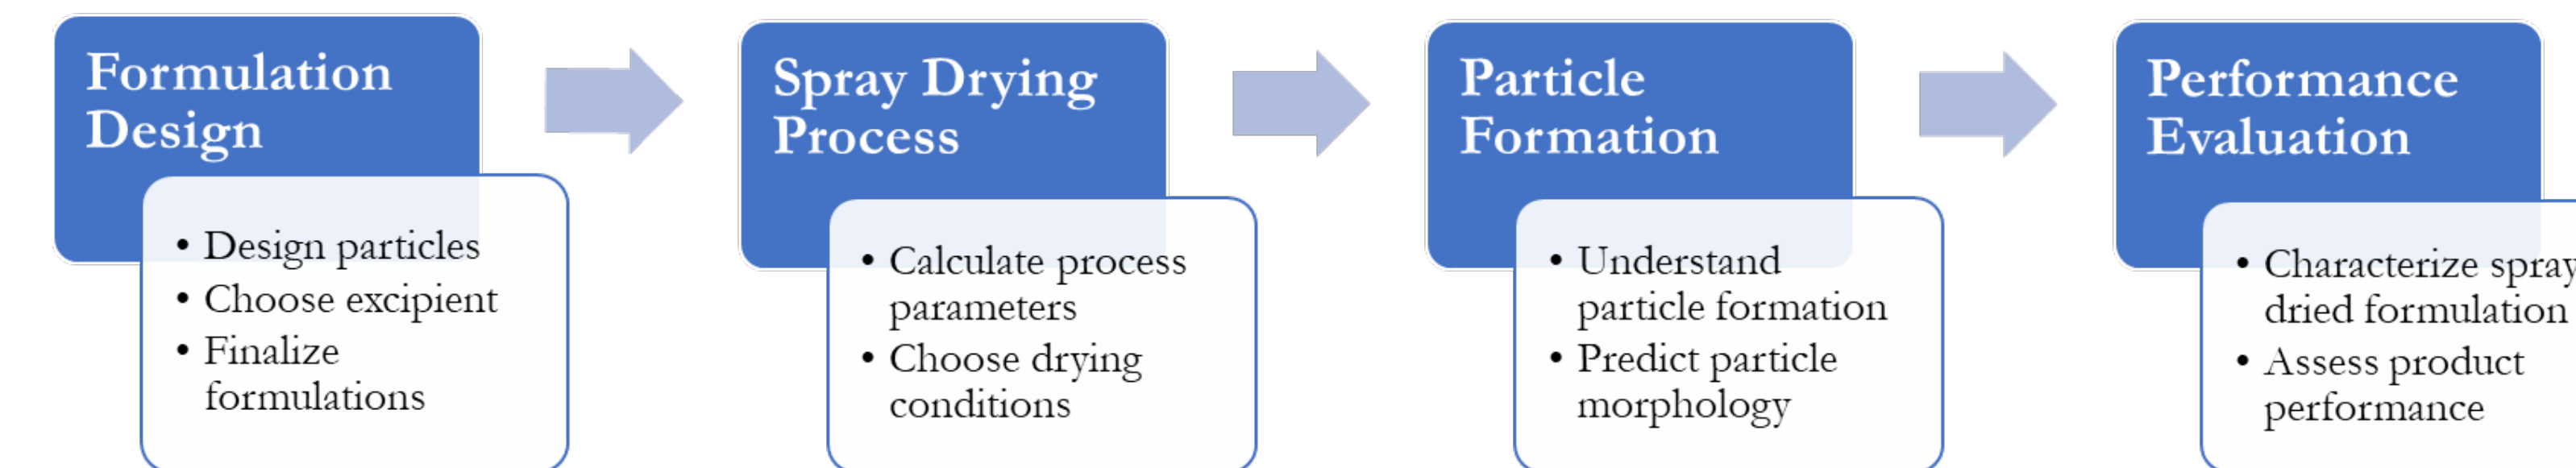 Formulation
Design
• Design particles
• Choose excipient
• Finalize
formulations
Spray Drying
Process
• Calculate process
parameters
• Choose drying
conditions
Particle
Formation
• Understand
particle formation
• Predict particle
morphology
Performance
Evaluation
• Characterize spray
dried formulation
• Assess product
performance